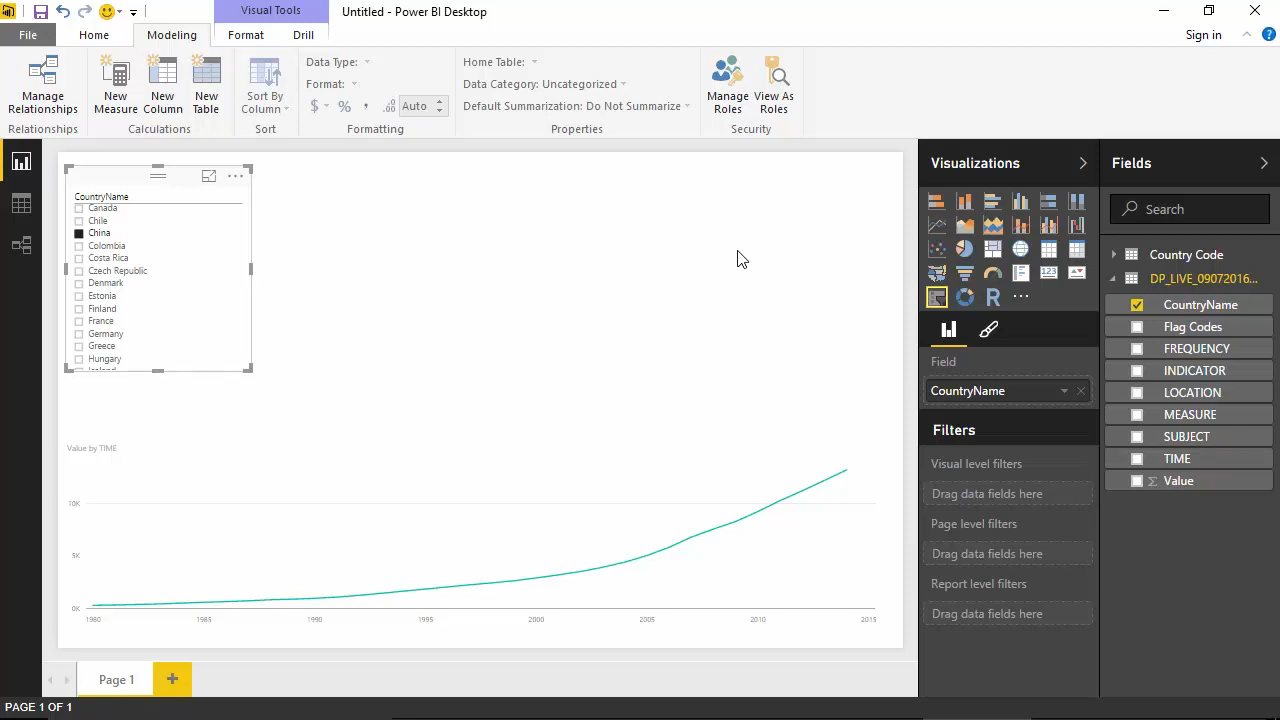 Visual Tools
Untitled - Power BI Desktop
File
Home
Modeling
Format
Drill
Sign in
Manage
Relationships
Relationships
New
Measure
New
Column
New
Table
Calculations
Sort By
Column
Sort
Data Type:
Format:
$ % , .00 Auto
Formatting
Home Table:
Data Category: Uncategorized
Default Summarization: Do Not Summarize
Properties
Manage
Roles
View As
Roles
Security
CountryName
Canada
Chile
China
Colombia
Costa Rica
Czech Republic
Denmark
Estonia
Finland
France
Germany
Greece
Hungary
Iceland
Value by TIME
10K
5K
0K
1980 1985 1990 1995 2000 2005 2010 2015
Visualizations
R
123
Field
CountryName
Filters
Visual level filters
Drag data fields here
Page level filters
Drag data fields here
Report level filters
Drag data fields here
Fields
Search
Country Code
DP_LIVE_09072016...
CountryName
Flag Codes
FREQUENCY
INDICATOR
LOCATION
MEASURE
SUBJECT
TIME
Σ Value
Page 1
PAGE 1 OF 1